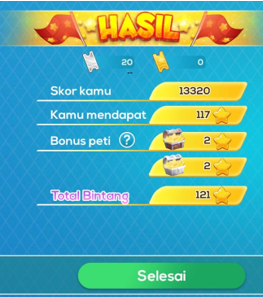 HASIL
20 0
Skor kamu 13320
Kamu mendapat 117
Bonus peti ? 2
2
Total Bintang 121
Selesai